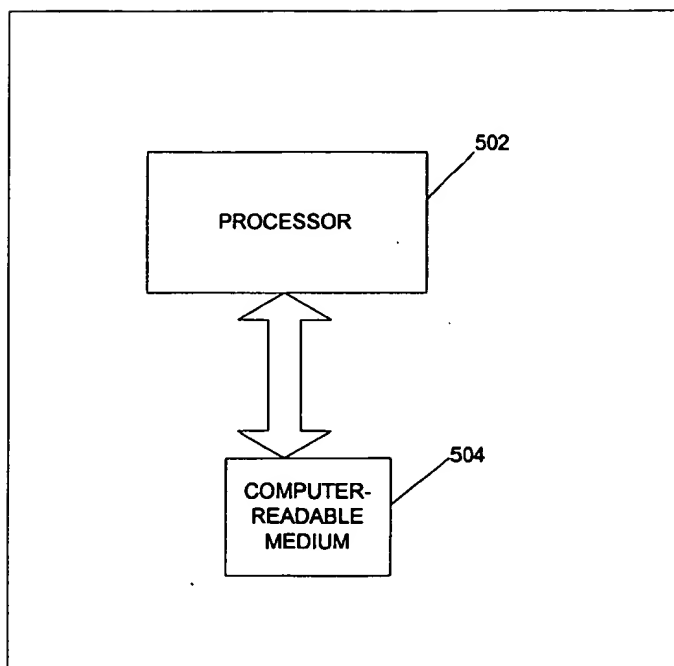 502
PROCESSOR
504
COMPUTER-
READABLE
MEDIUM